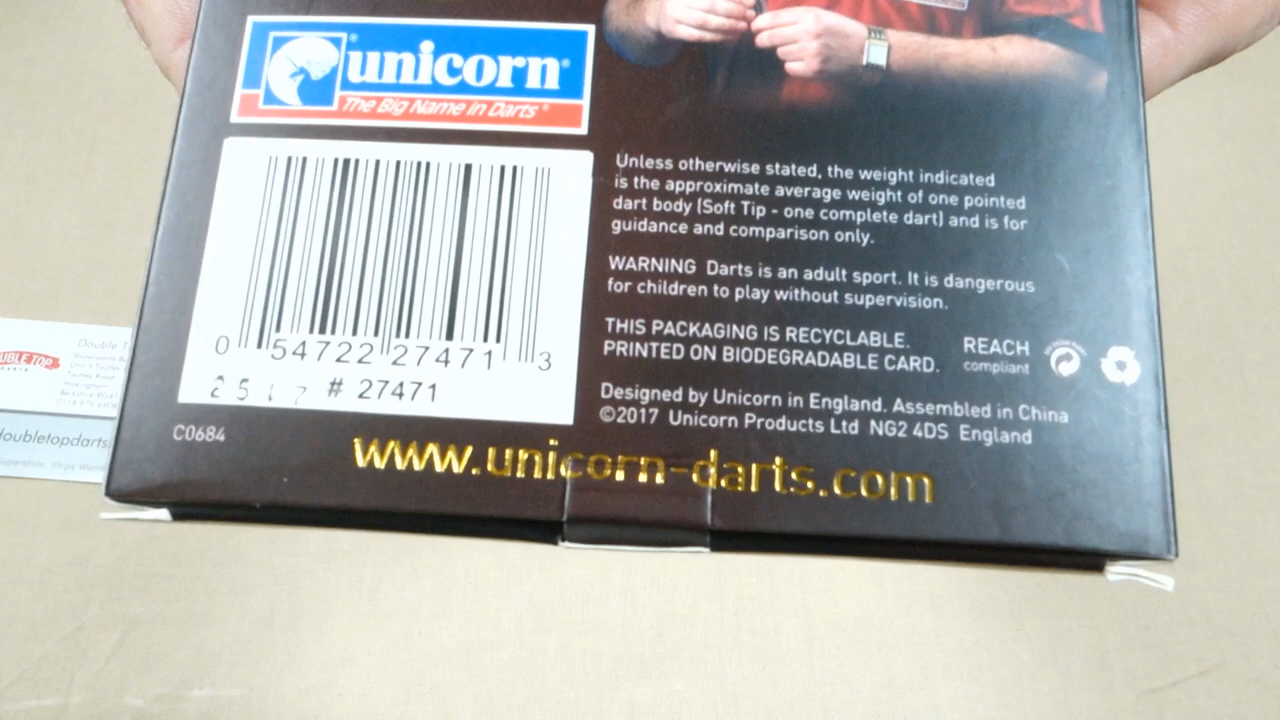 unicorn®
The Big Name in Darts®
Unless otherwise stated, the weight indicated
is the approximate average weight of one pointed
dart body (Soft Tip - one complete dart) and is for
guidance and comparison only.
WARNING Darts is an adult sport. It is dangerous
for children to play without supervision.
THIS PACKAGING IS RECYCLABLE.
PRINTED ON BIODEGRADABLE CARD.
REACH
compliant
0 54722 27471 3
2517 # 27471
Designed by Unicorn in England. Assembled in China
©2017 Unicorn Products Ltd NG2 4DS England
C0684
www.unicorn-darts.com
Double
UBLE TOP
doubletopdarts